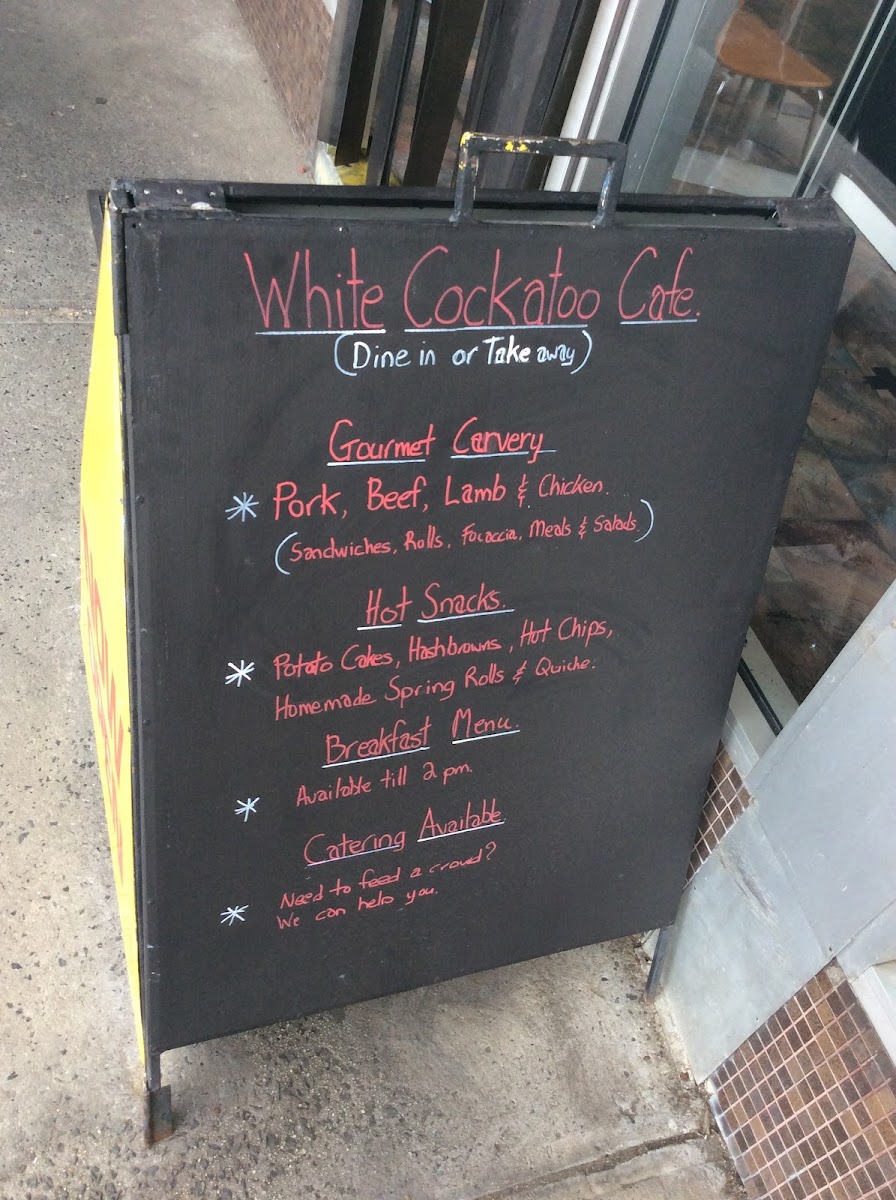 White Cockatoo Cafe.
(Dine in or Take away)
Gourmet Carvery
* Pork, Beef, Lamb & Chicken.
(Sandwiches, Rolls, Focaccia, Meals & Salads.)
Hot Snacks.
* Potato Cakes, Hashbrowns, Hot Chips,
Homemade Spring Rolls & Quiche.
Breakfast Menu.
* Available till 2pm.
Catering Available
* Need to feed a crowd?
We can help you.